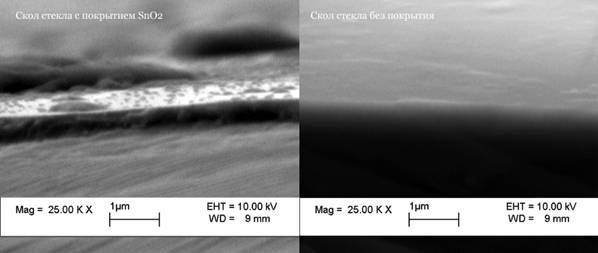 Скол стекла с покрытием SnO2
Mag = 25.00 K X
1µm
EHT = 10.00 kV
WD = 9 mm
Скол стекла без покрытия
Mag = 25.00 K X
1µm
EHT = 10.00 kV
WD = 9 mm